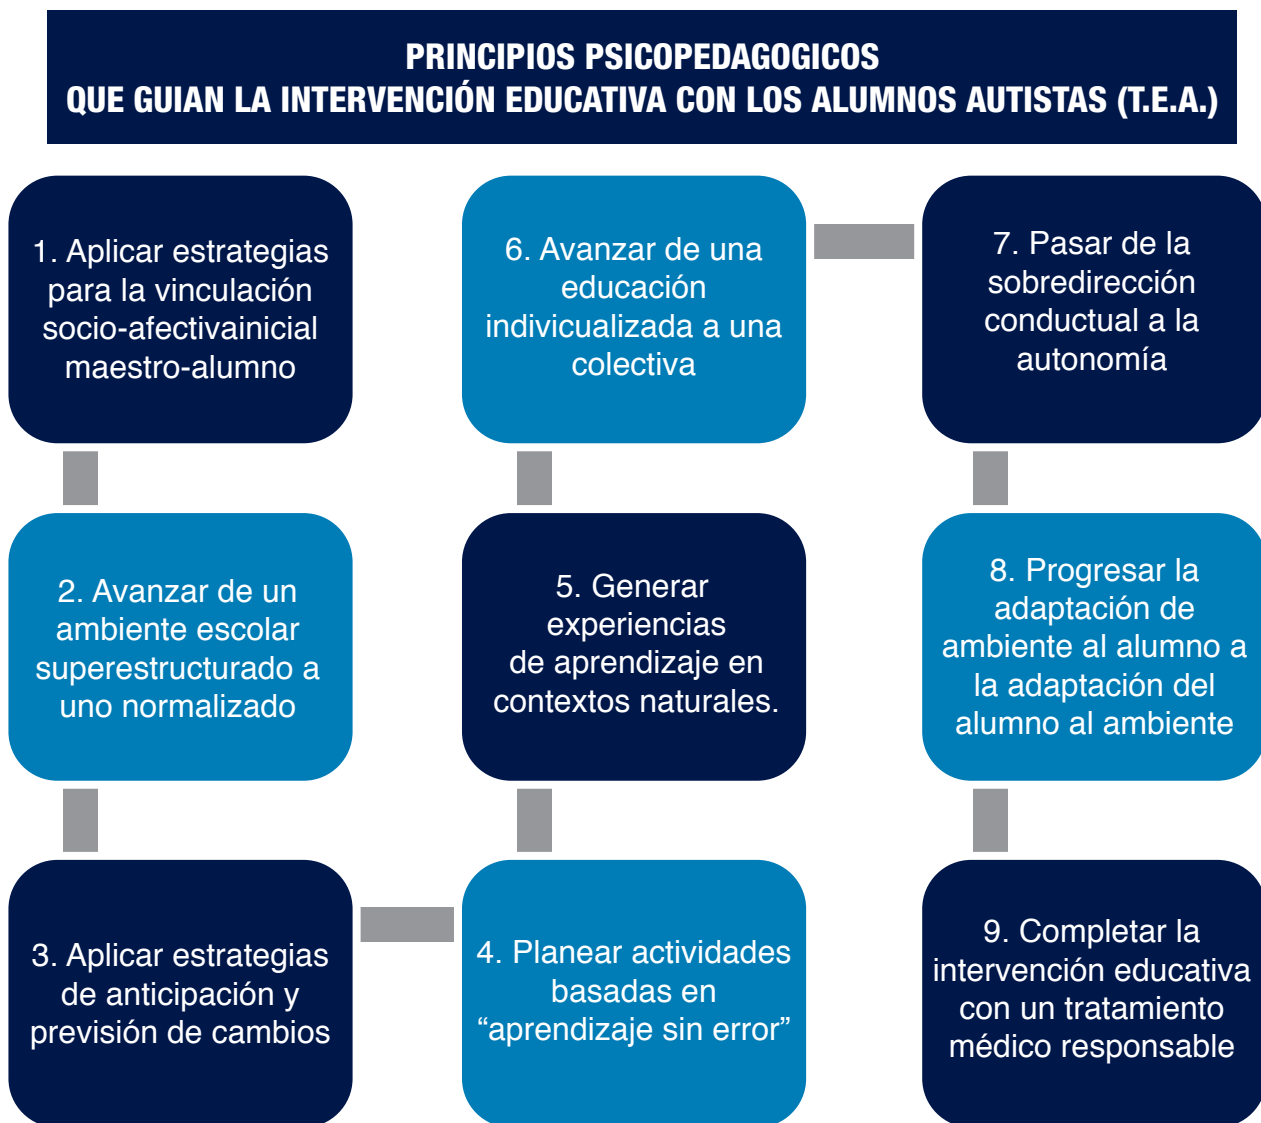 PRINCIPIOS PSICOPEDAGOGICOS
QUE GUIAN LA INTERVENCIÓN EDUCATIVA CON LOS ALUMNOS AUTISTAS (T.E.A.)
1. Aplicar estrategias
para la vinculación
socio-afectivainicial
maestro-alumno
2. Avanzar de un
ambiente escolar
superestructurado a
uno normalizado
3. Aplicar estrategias
de anticipación y
previsión de cambios
4. Planear actividades
basadas en
“aprendizaje sin error”
5. Generar
experiencias
de aprendizaje en
contextos naturales.
6. Avanzar de una
educación
indivicualizada a una
colectiva
7. Pasar de la
sobredirección
conductual a la
autonomía
8. Progresar la
adaptación de
ambiente al alumno a
la adaptación del
alumno al ambiente
9. Completar la
intervención educativa
con un tratamiento
médico responsable